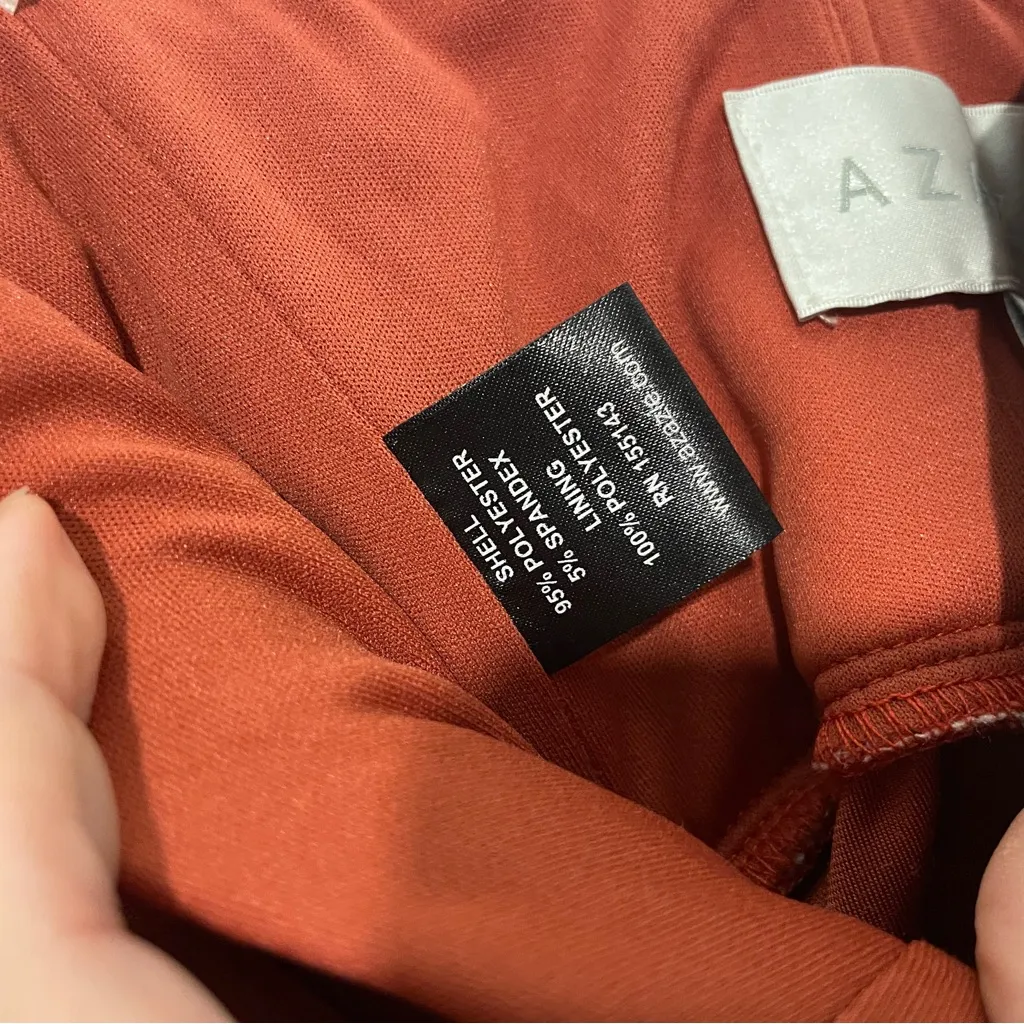 AZ
SHELL
95% POLYESTER
5% SPANDEX
LINING
100% POLYESTER
RN 155143
www.azazie.com